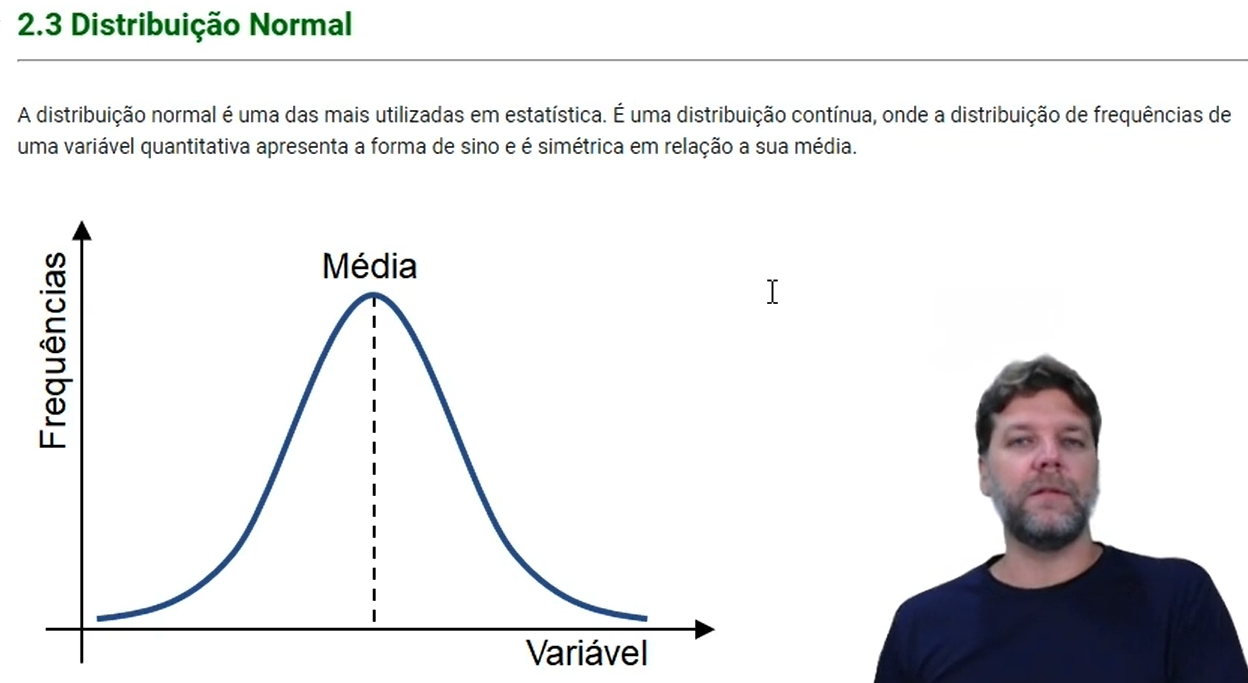 2.3 Distribuição Normal
A distribuição normal é uma das mais utilizadas em estatística. É uma distribuição contínua, onde a distribuição de frequências de
uma variável quantitativa apresenta a forma de sino e é simétrica em relação a sua média.
Média
Frequências
Variável